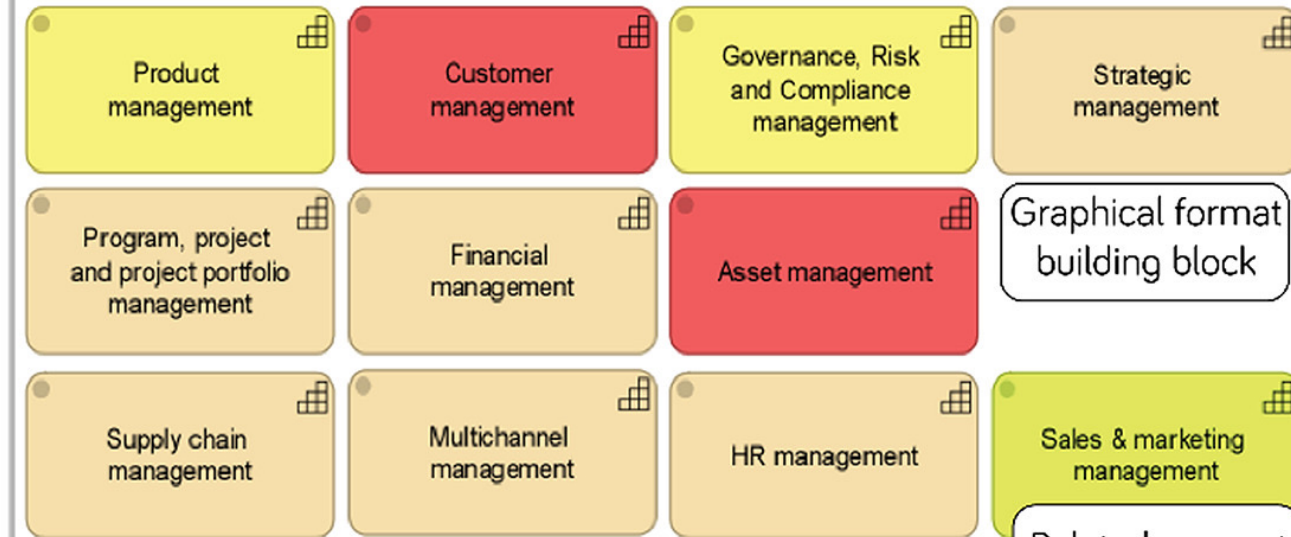 Product
management
Customer
management
Governance, Risk
and Compliance
management
Strategic
management
Program, project
and project portfolio
management
Financial
management
Asset management
Graphical format
building block
Supply chain
management
Multichannel
management
HR management
Sales & marketing
management